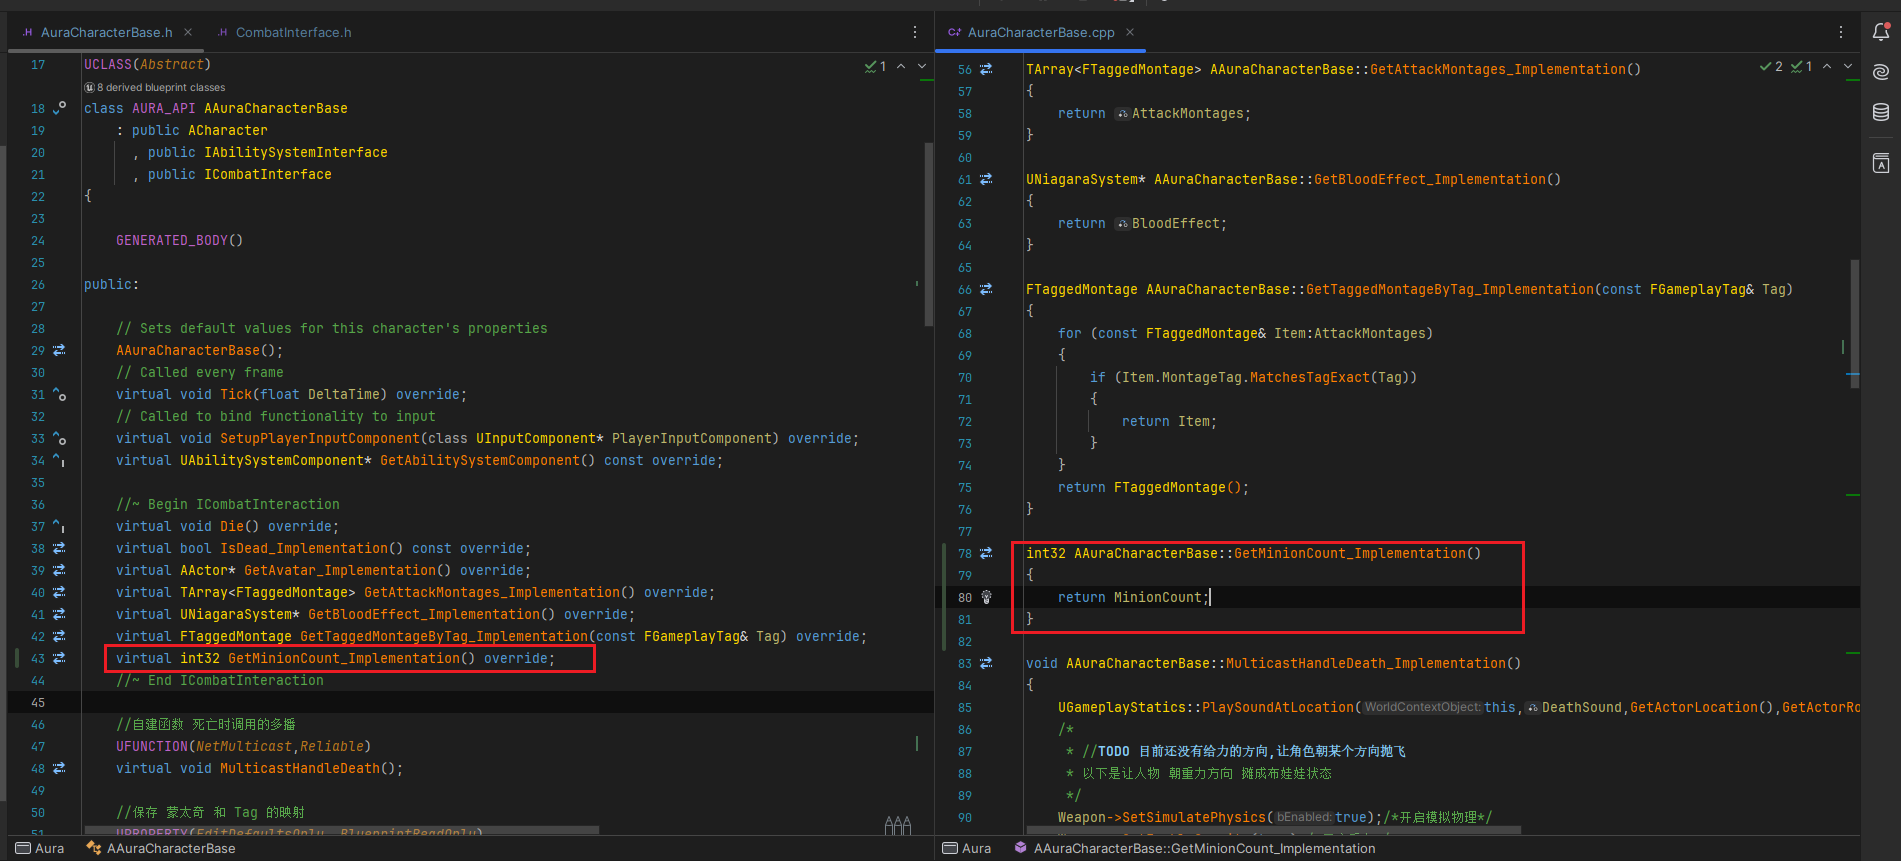 AuraCharacterBase.h
CombatInterface.h
17 UCLASS(Abstract)
8 derived blueprint classes
18 class AURA_API AAuraCharacterBase
19 : public ACharacter
20 , public IAbilitySystemInterface
21 , public ICombatInterface
22 {
23
24 GENERATED_BODY()
25
26 public:
27
28 // Sets default values for this character's properties
29 AAuraCharacterBase();
30 // Called every frame
31 virtual void Tick(float DeltaTime) override;
32 // Called to bind functionality to input
33 virtual void SetupPlayerInputComponent(class UInputComponent* PlayerInputComponent) override;
34 virtual UAbilitySystemComponent* GetAbilitySystemComponent() const override;
35
36 //~ Begin ICombatInteraction
37 virtual void Die() override;
38 virtual bool IsDead_Implementation() const override;
39 virtual AActor* GetAvatar_Implementation() override;
40 virtual TArray<FTaggedMontage> GetAttackMontages_Implementation() override;
41 virtual UNiagaraSystem* GetBloodEffect_Implementation() override;
42 virtual FTaggedMontage GetTaggedMontageByTag_Implementation(const FGameplayTag& Tag) override;
43 virtual int32 GetMinionCount_Implementation() override;
44 //~ End ICombatInteraction
45
46 //自建函数 死亡时调用的多播
47 UFUNCTION(NetMulticast,Reliable)
48 virtual void MulticastHandleDeath();
49
50 //保存 蒙太奇 和 Tag 的映射
51 UPROPERTY(EditDefaultsOnly, BlueprintReadOnly)
1
Aura
AAuraCharacterBase
AuraCharacterBase.cpp
56 TArray<FTaggedMontage> AAuraCharacterBase::GetAttackMontages_Implementation()
57 {
58 return AttackMontages;
59 }
60
61 UNiagaraSystem* AAuraCharacterBase::GetBloodEffect_Implementation()
62 {
63 return BloodEffect;
64 }
65
66 FTaggedMontage AAuraCharacterBase::GetTaggedMontageByTag_Implementation(const FGameplayTag& Tag)
67 {
68 for (const FTaggedMontage& Item:AttackMontages)
69 {
70 if (Item.MontageTag.MatchesTagExact(Tag))
71 {
72 return Item;
73 }
74 }
75 return FTaggedMontage();
76 }
77
78 int32 AAuraCharacterBase::GetMinionCount_Implementation()
79 {
80 return MinionCount;
81 }
82
83 void AAuraCharacterBase::MulticastHandleDeath_Implementation()
84 {
85 UGameplayStatics::PlaySoundAtLocation(WorldContextObject:this,DeathSound,GetActorLocation(),GetActorRo
86 /*
87 * //TODO 目前还没有给力的方向,让角色朝某个方向抛飞
88 * 以下是让人物 朝重力方向 摊成布娃娃状态
89 */
90 Weapon->SetSimulatePhysics(bEnabled:true);/*开启模拟物理*/
2 1
Aura
AAuraCharacterBase::GetMinionCount_Implementation